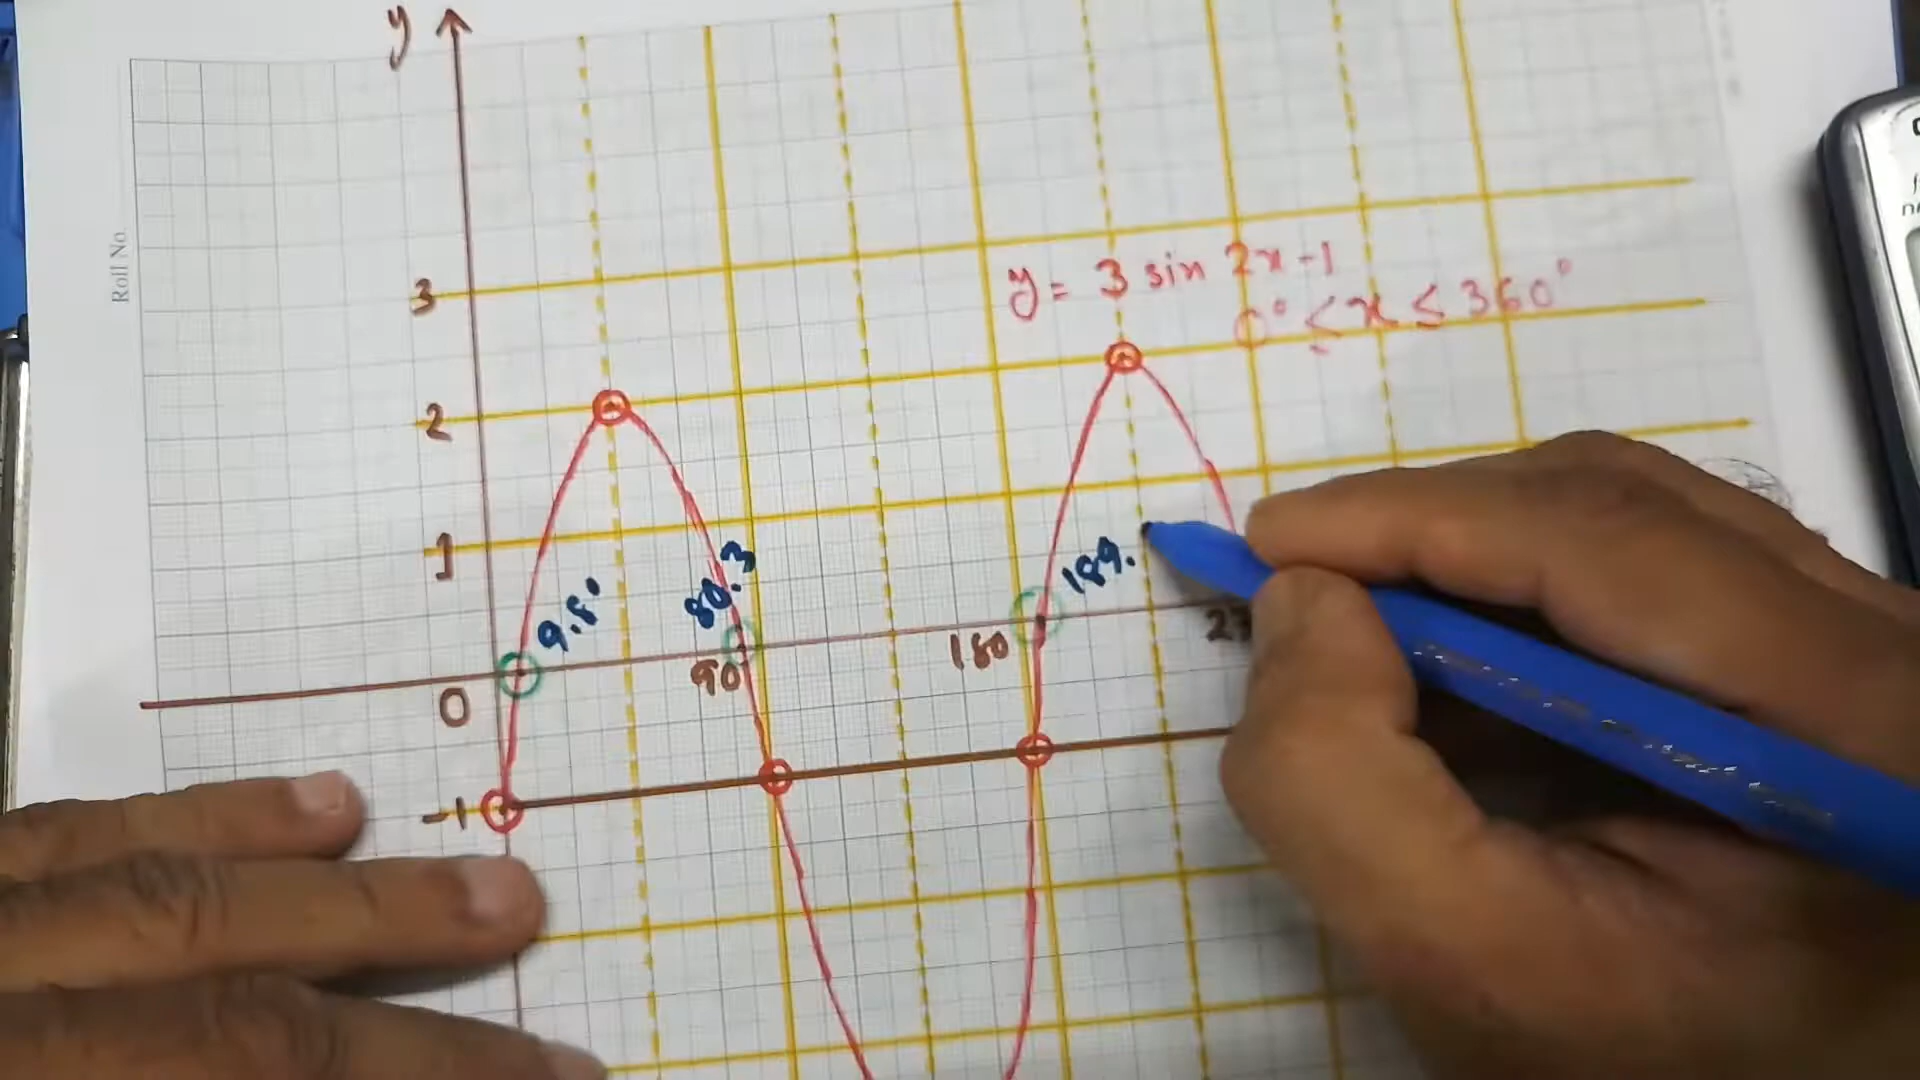 y
Roll No.
3
y = 3 sin 2x - 1
0° ≤ x ≤ 360°
2
1
9.8°
80.3
189.
0
90
180
27
-1